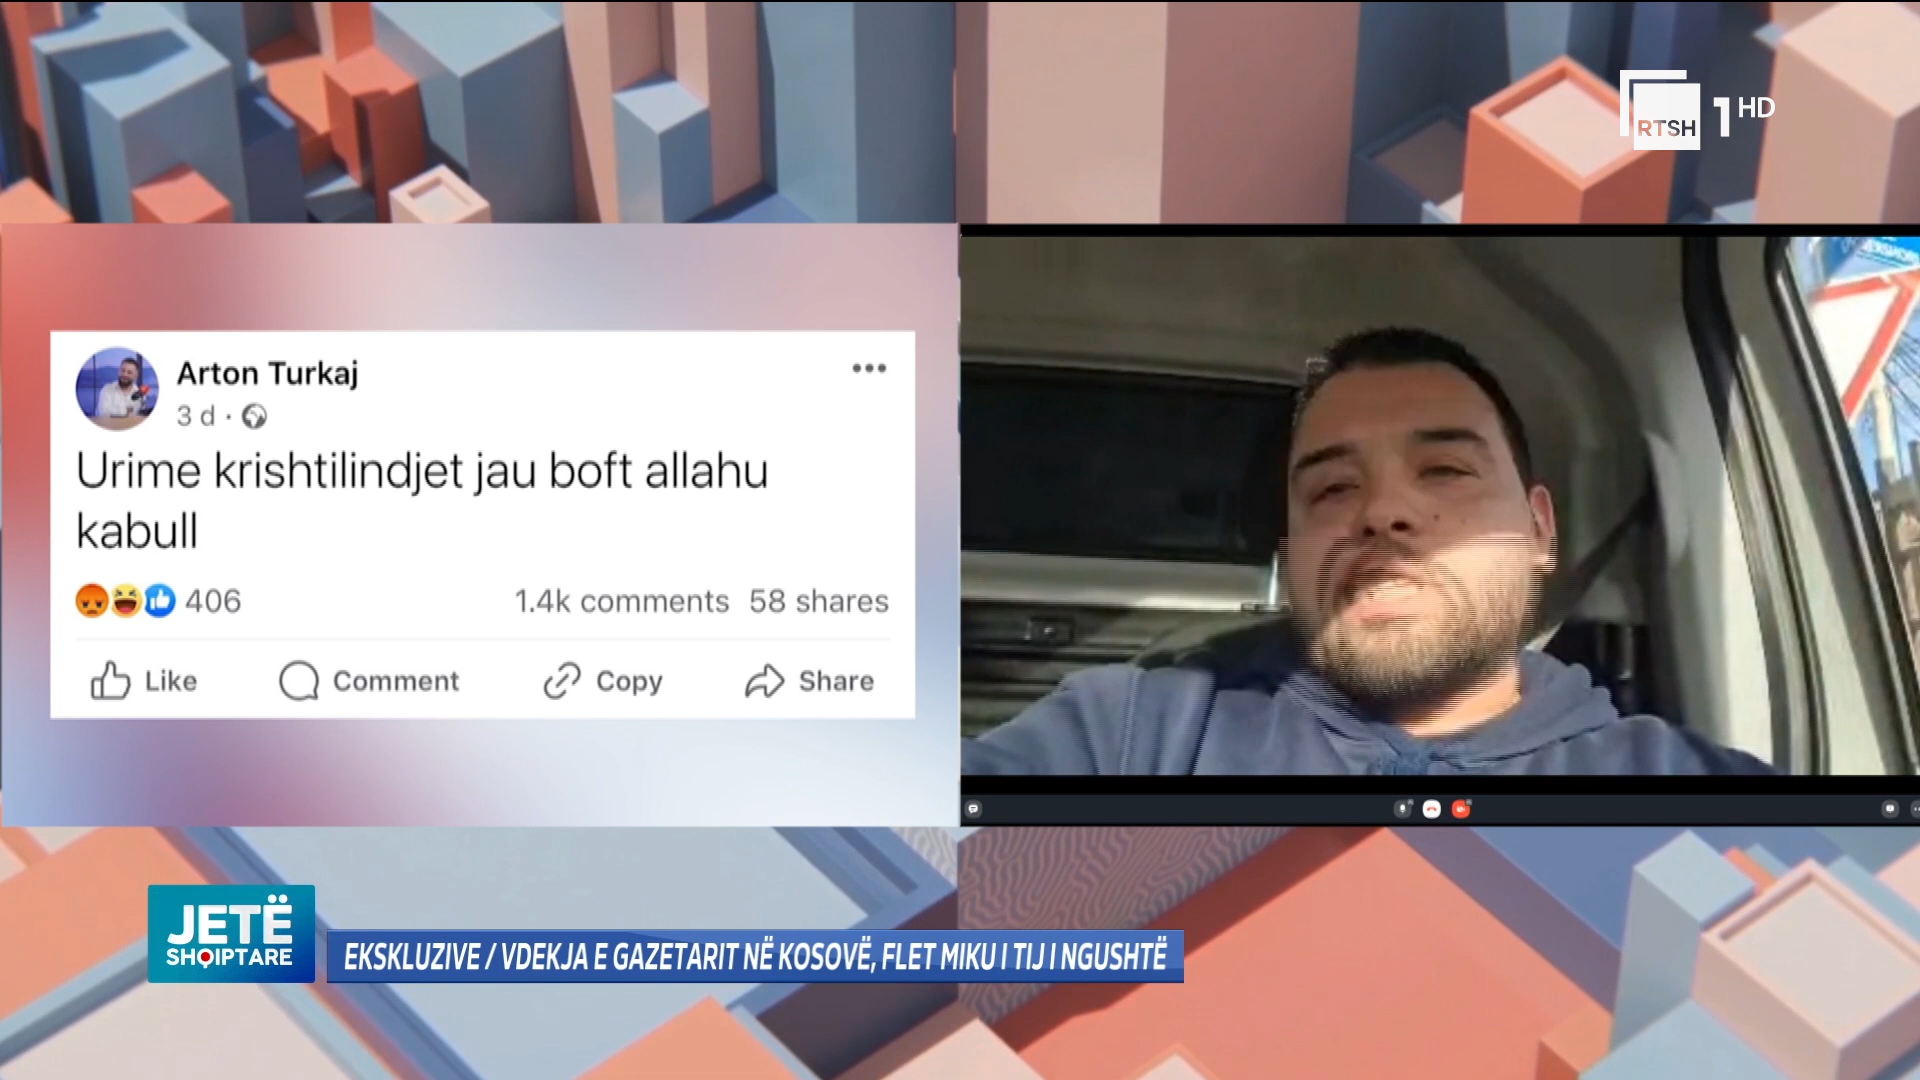 RTSH 1 HD
Arton Turkaj
3 d ·
Urime krishtilindjet jau boft allahu
kabull
406 1.4k comments 58 shares
Like Comment Copy Share
JETË
SHQIPTARE
EKSKLUZIVE / VDEKJA E GAZETARIT NË KOSOVË, FLET MIKU I TIJ I NGUSHTË